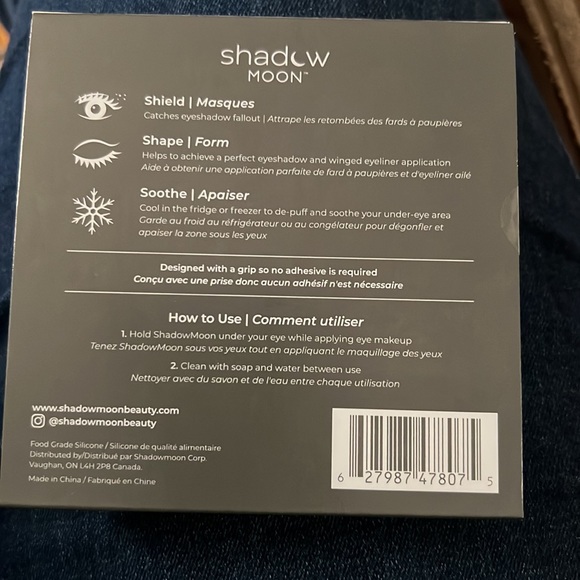 shadow
MOON™
Shield | Masques
Catches eyeshadow fallout | Attrape les retombées des fards à paupières
Shape | Form
Helps to achieve a perfect eyeshadow and winged eyeliner application
Aide à obtenir une application parfaite de fard à paupières et d'eyeliner ailé
Soothe | Apaiser
Cool in the fridge or freezer to de-puff and soothe your under-eye area
Garde au froid au réfrigérateur ou au congélateur pour dégonfler et
apaiser la zone sous les yeux
Designed with a grip so no adhesive is required
Conçu avec une prise donc aucun adhésif n'est nécessaire
How to Use | Comment utiliser
1. Hold ShadowMoon under your eye while applying eye makeup
Tenez ShadowMoon sous vos yeux tout en appliquant le maquillage des yeux
2. Clean with soap and water between use
Nettoyer avec du savon et de l'eau entre chaque utilisation
www.shadowmoonbeauty.com
@shadowmoonbeauty
Food Grade Silicone / Silicone de qualité alimentaire
Distributed by/Distribué par Shadowmoon Corp.
Vaughan, ON L4H 2P8 Canada.
Made in China / Fabriqué en Chine
6 27987 47807 5